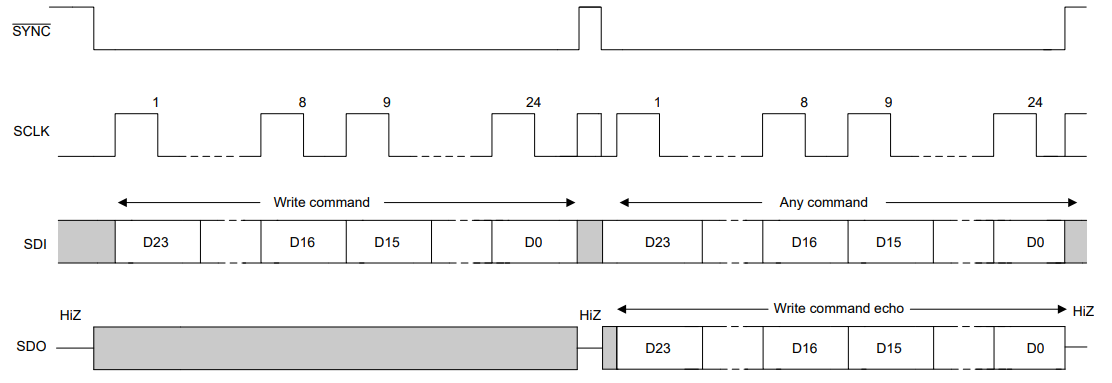 SYNC
1 8 9 24 1 8 9 24
SCLK
Write command Any command
SDI D23 D16 D15 D0 D23 D16 D15 D0
HiZ HiZ Write command echo HiZ
SDO D23 D16 D15 D0